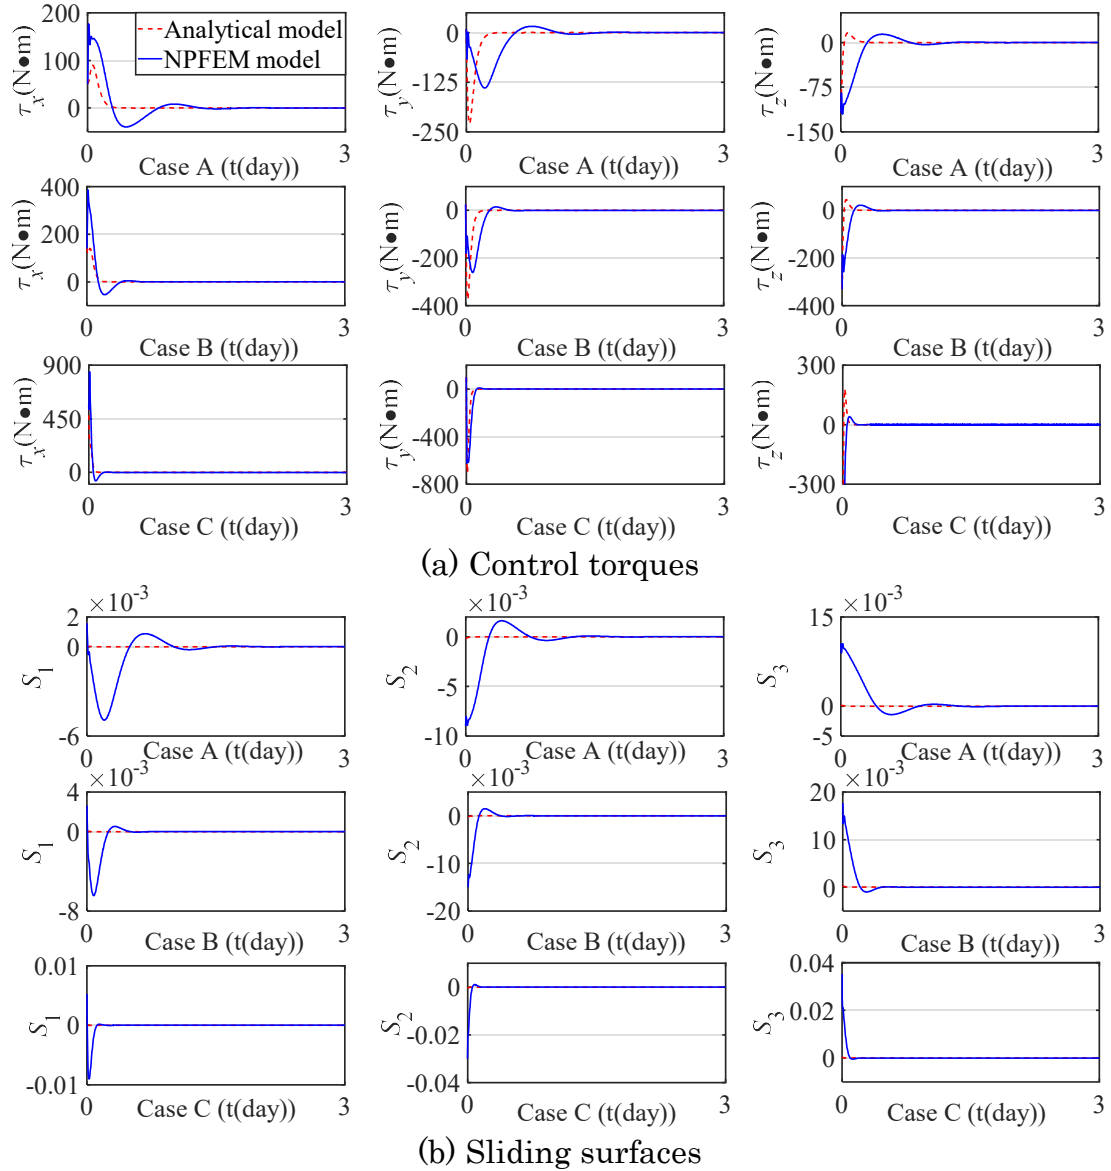 200
100
0
τx(N●m)
Analytical model
NPFEM model
0
3
Case A (t(day))
0
-125
-250
τy(N●m)
0
3
Case A (t(day))
0
-75
-150
τz(N●m)
0
3
Case A (t(day))
400
200
0
τx(N●m)
0
3
Case B (t(day))
0
-200
-400
τy(N●m)
0
3
Case B (t(day))
0
-200
-400
τz(N●m)
0
3
Case B (t(day))
900
450
0
τx(N●m)
0
3
Case C (t(day))
0
-400
-800
τy(N●m)
0
3
Case C (t(day))
300
0
-300
τz(N●m)
0
3
Case C (t(day))
(a) Control torques
×10-3
2
0
-6
S1
0
3
Case A (t(day))
×10-3
0
-5
-10
S2
0
3
Case A (t(day))
×10-3
15
0
-5
S3
0
3
Case A (t(day))
×10-3
4
0
-8
S1
0
3
Case B (t(day))
×10-3
0
-10
-20
S2
0
3
Case B (t(day))
×10-3
20
10
0
S3
0
3
Case B (t(day))
0.01
0
-0.01
S1
0
3
Case C (t(day))
0
-0.02
-0.04
S2
0
3
Case C (t(day))
0.04
0.02
0
S3
0
3
Case C (t(day))
(b) Sliding surfaces